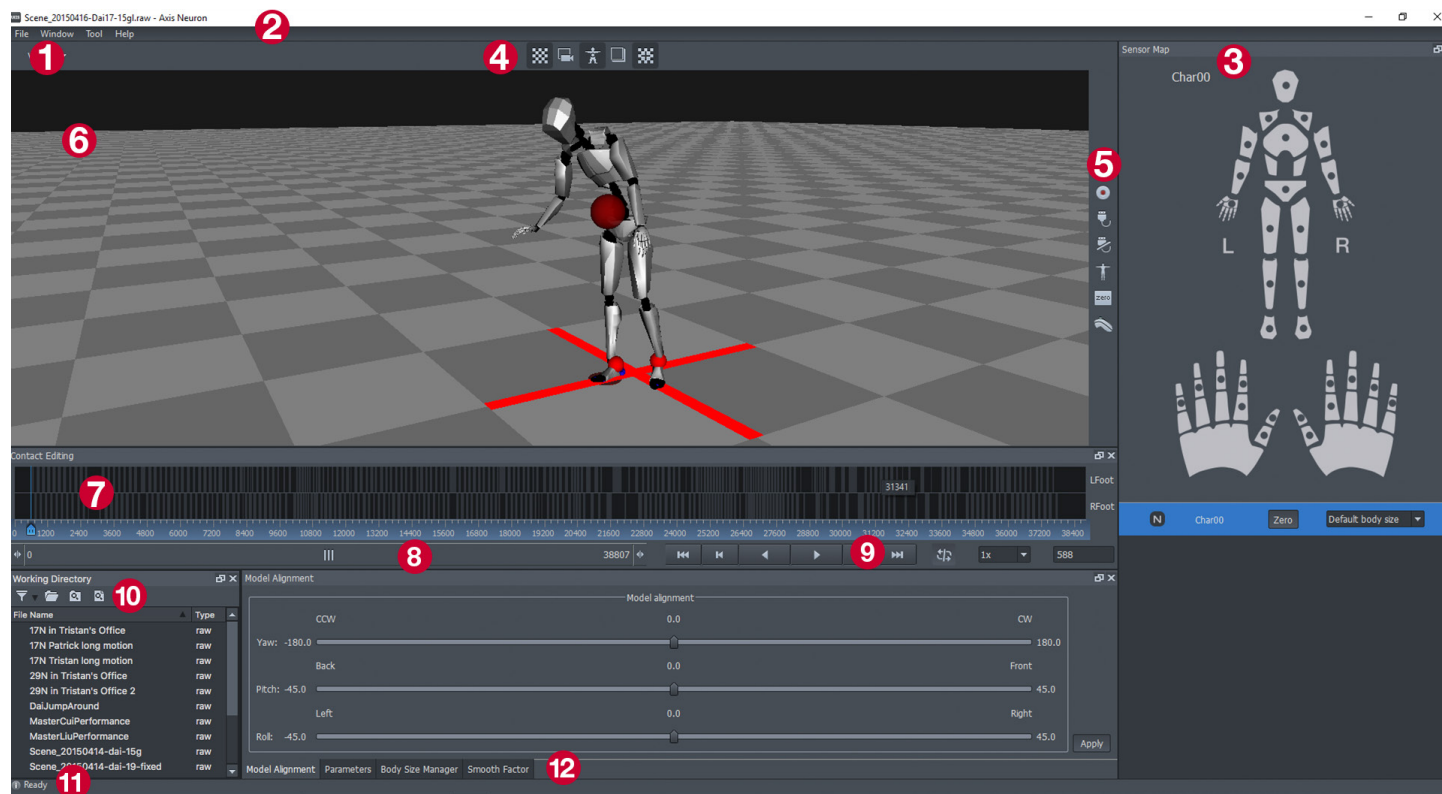 Scene_20150416-Dai17-15gl.raw - Axis Neuron
2
File Window Tool Help
1
4
Sensor Map
3
Char00
6
5
L R
zero
Contact Editing
7
31341
LFoot
RFoot
0 1200 2400 3600 4800 6000 7200 8400 9600 10800 12000 13200 14400 15600 16800 18000 19200 20400 21600 22800 24000 25200 26400 27600 28800 30000 31200 32400 33600 34800 36000 37200 38400
N Char00 Zero Default body size
0 8 38807 9 1x 588
Working Directory
10
File Name Type
17N in Tristan's Office raw
17N Patrick long motion raw
17N Tristan long motion raw
29N in Tristan's Office raw
29N in Tristan's Office 2 raw
DaiJumpAround raw
MasterCuiPerformance raw
MasterLiuPerformance raw
Scene_20150414-dai-15g raw
Scene_20150414-dai-19-fixed raw
Model Alignment
Model alignment
CCW 0.0 CW
Yaw: -180.0 180.0
Back 0.0 Front
Pitch: -45.0 45.0
Left 0.0 Right
Roll: -45.0 45.0
Apply
Model Alignment Parameters Body Size Manager Smooth Factor 12
Ready 11